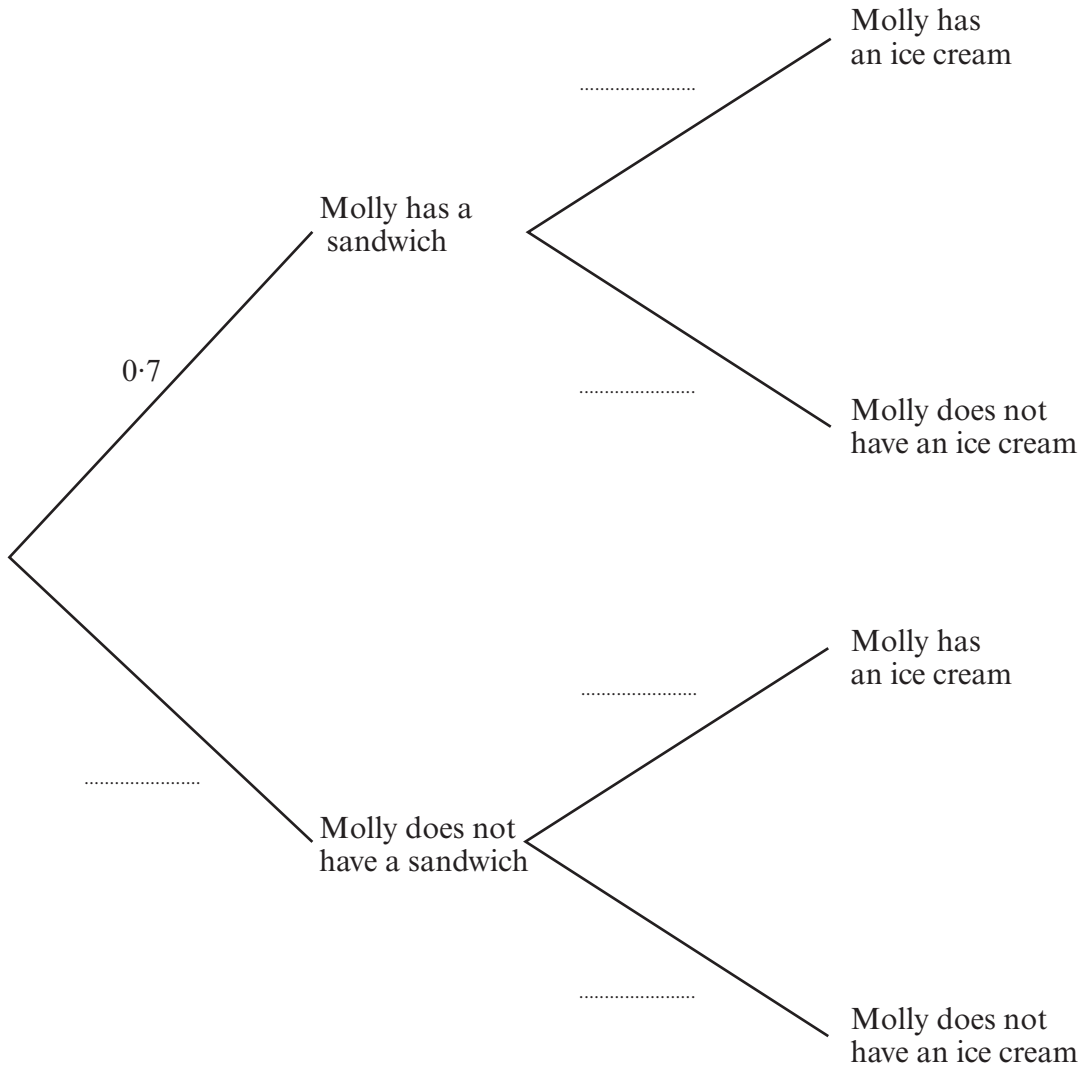 Molly has
an ice cream
.......................
Molly has a
sandwich
0·7
.......................
Molly does not
have an ice cream
Molly has
an ice cream
.......................
.......................
Molly does not
have a sandwich
.......................
Molly does not
have an ice cream